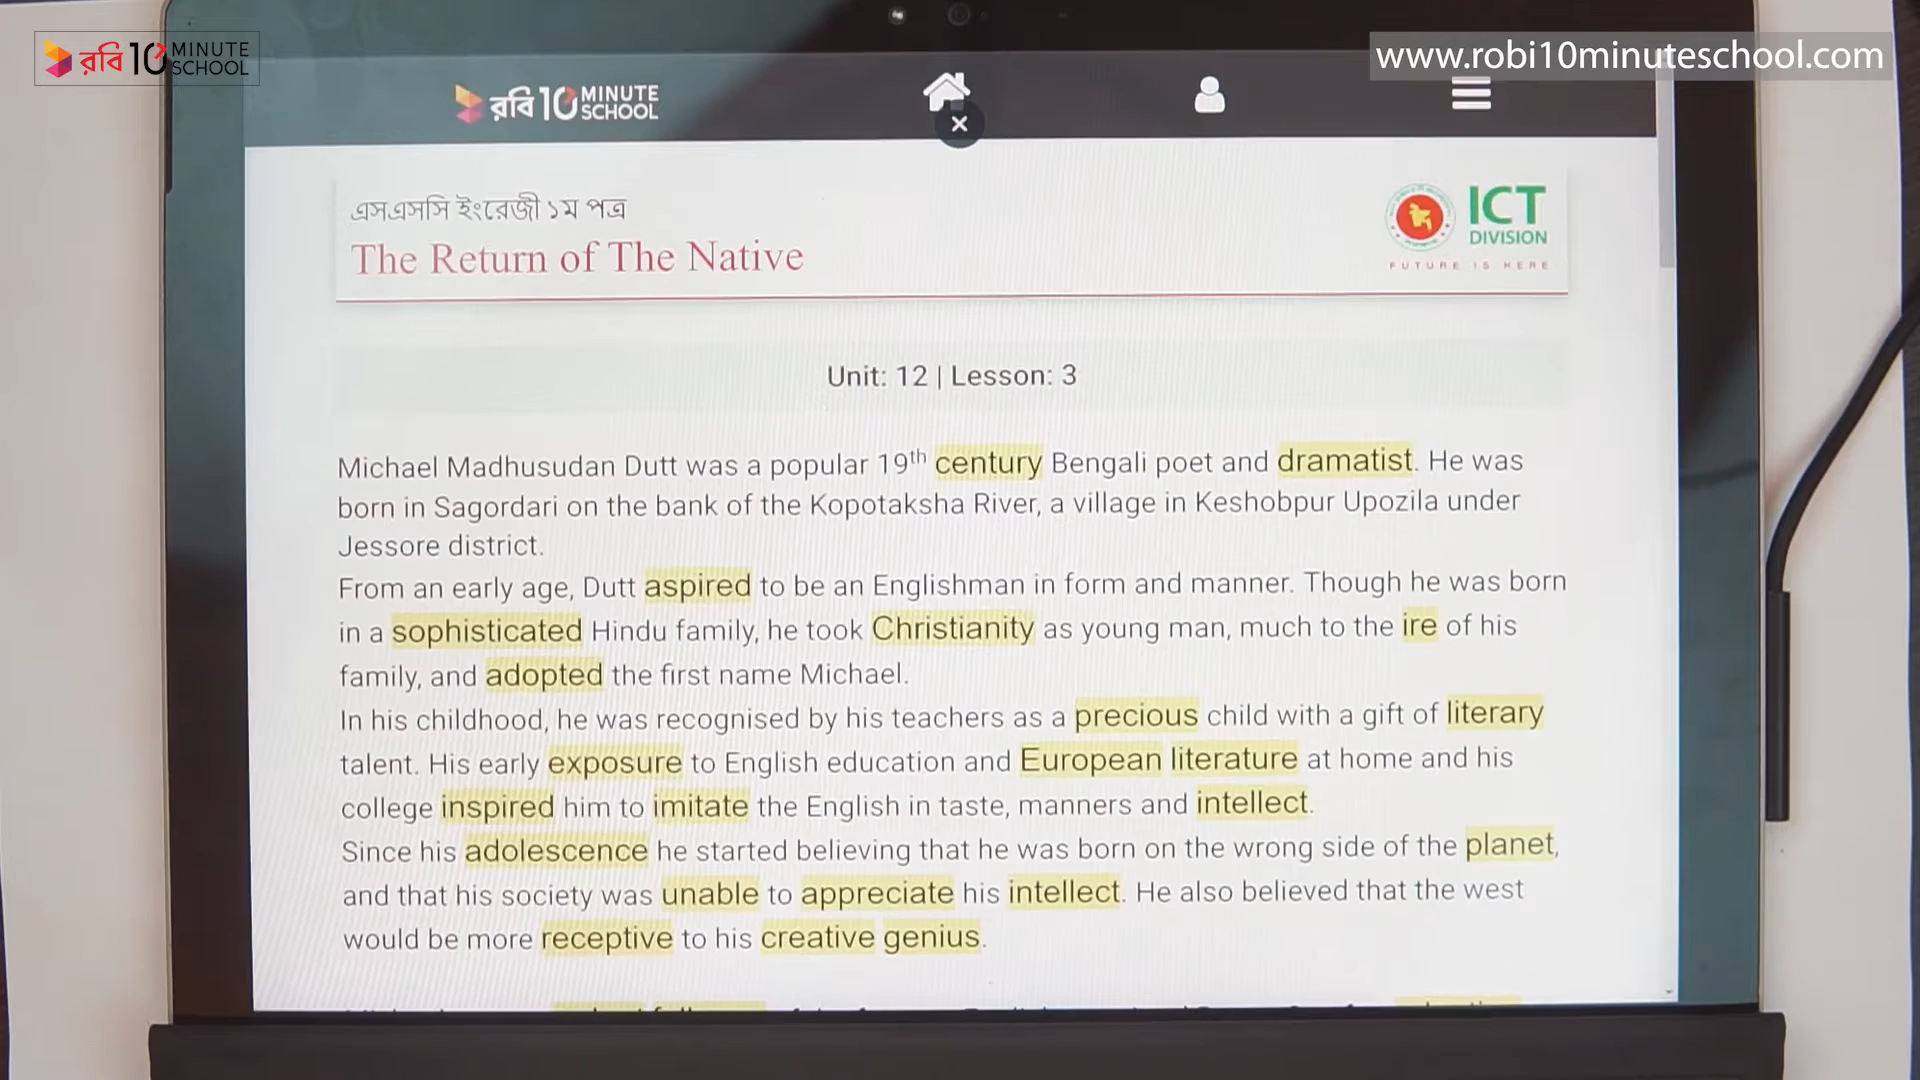 রবি 10 MINUTE SCHOOL
www.robi10minuteschool.com
রবি 10 MINUTE SCHOOL
এসএসসি ইংরেজী ১ম পত্র
The Return of The Native
ICT
DIVISION
FUTURE IS HERE
Unit: 12 | Lesson: 3
Michael Madhusudan Dutt was a popular 19th century Bengali poet and dramatist. He was
born in Sagordari on the bank of the Kopotaksha River, a village in Keshobpur Upozila under
Jessore district.
From an early age, Dutt aspired to be an Englishman in form and manner. Though he was born
in a sophisticated Hindu family, he took Christianity as young man, much to the ire of his
family, and adopted the first name Michael.
In his childhood, he was recognised by his teachers as a precious child with a gift of literary
talent. His early exposure to English education and European literature at home and his
college inspired him to imitate the English in taste, manners and intellect.
Since his adolescence he started believing that he was born on the wrong side of the planet,
and that his society was unable to appreciate his intellect. He also believed that the west
would be more receptive to his creative genius.